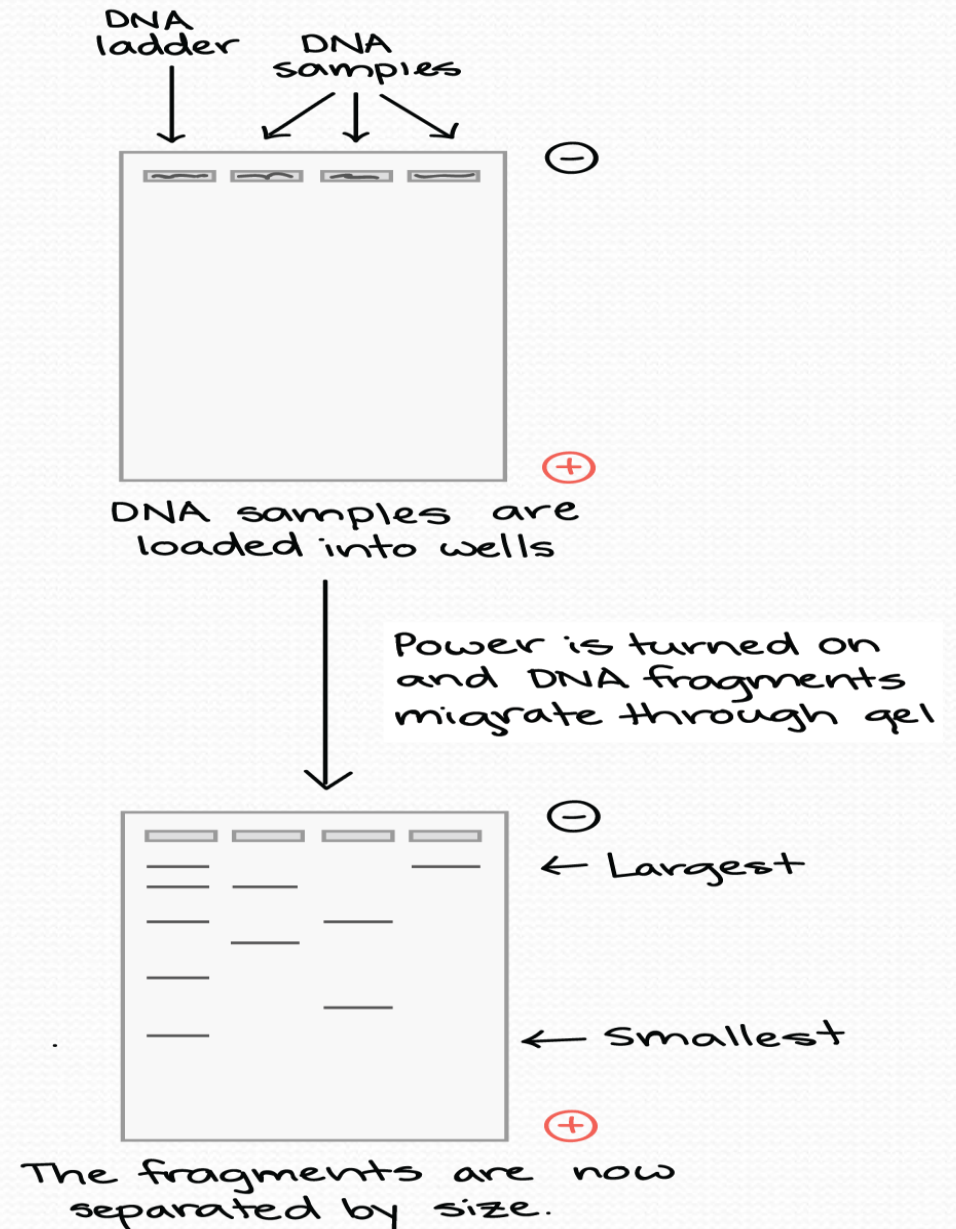 DNA
ladder
DNA
samples
−
+
DNA samples are
loaded into wells
Power is turned on
and DNA fragments
migrate through gel
−
← Largest
← Smallest
+
The fragments are now
separated by size.